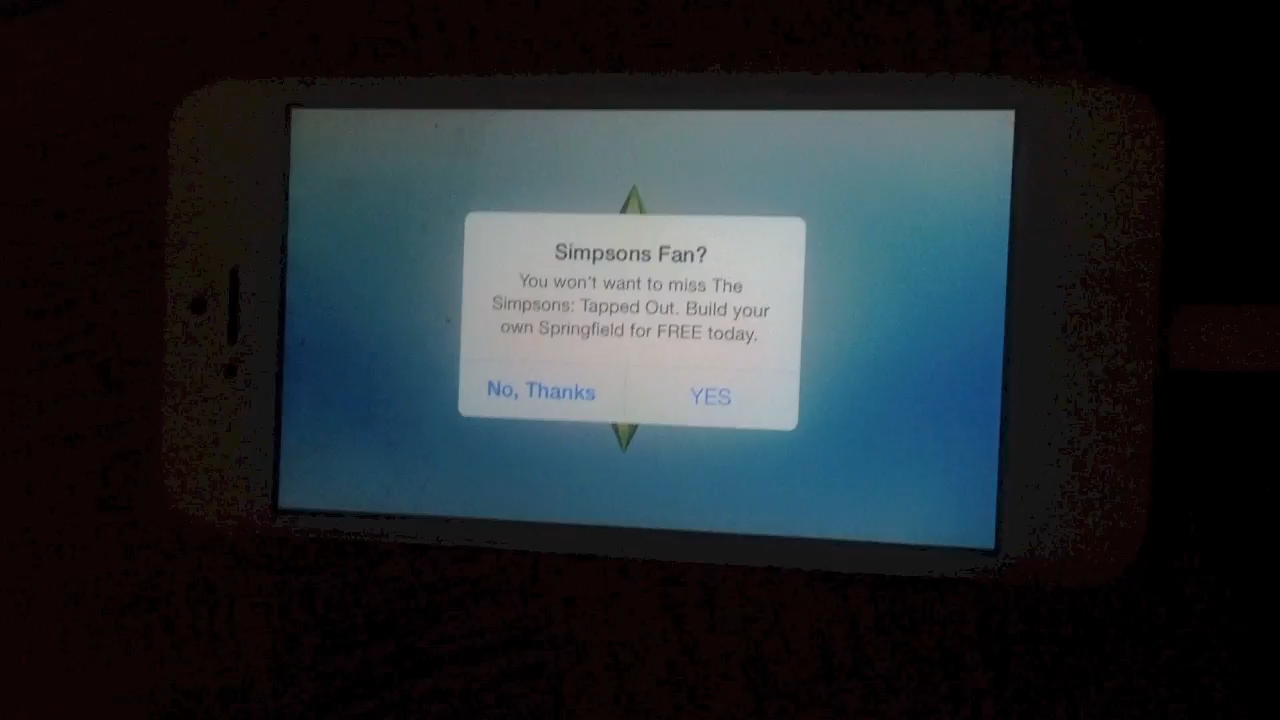 Simpsons Fan?
You won't want to miss The
Simpsons: Tapped Out. Build your
own Springfield for FREE today.
No, Thanks
YES